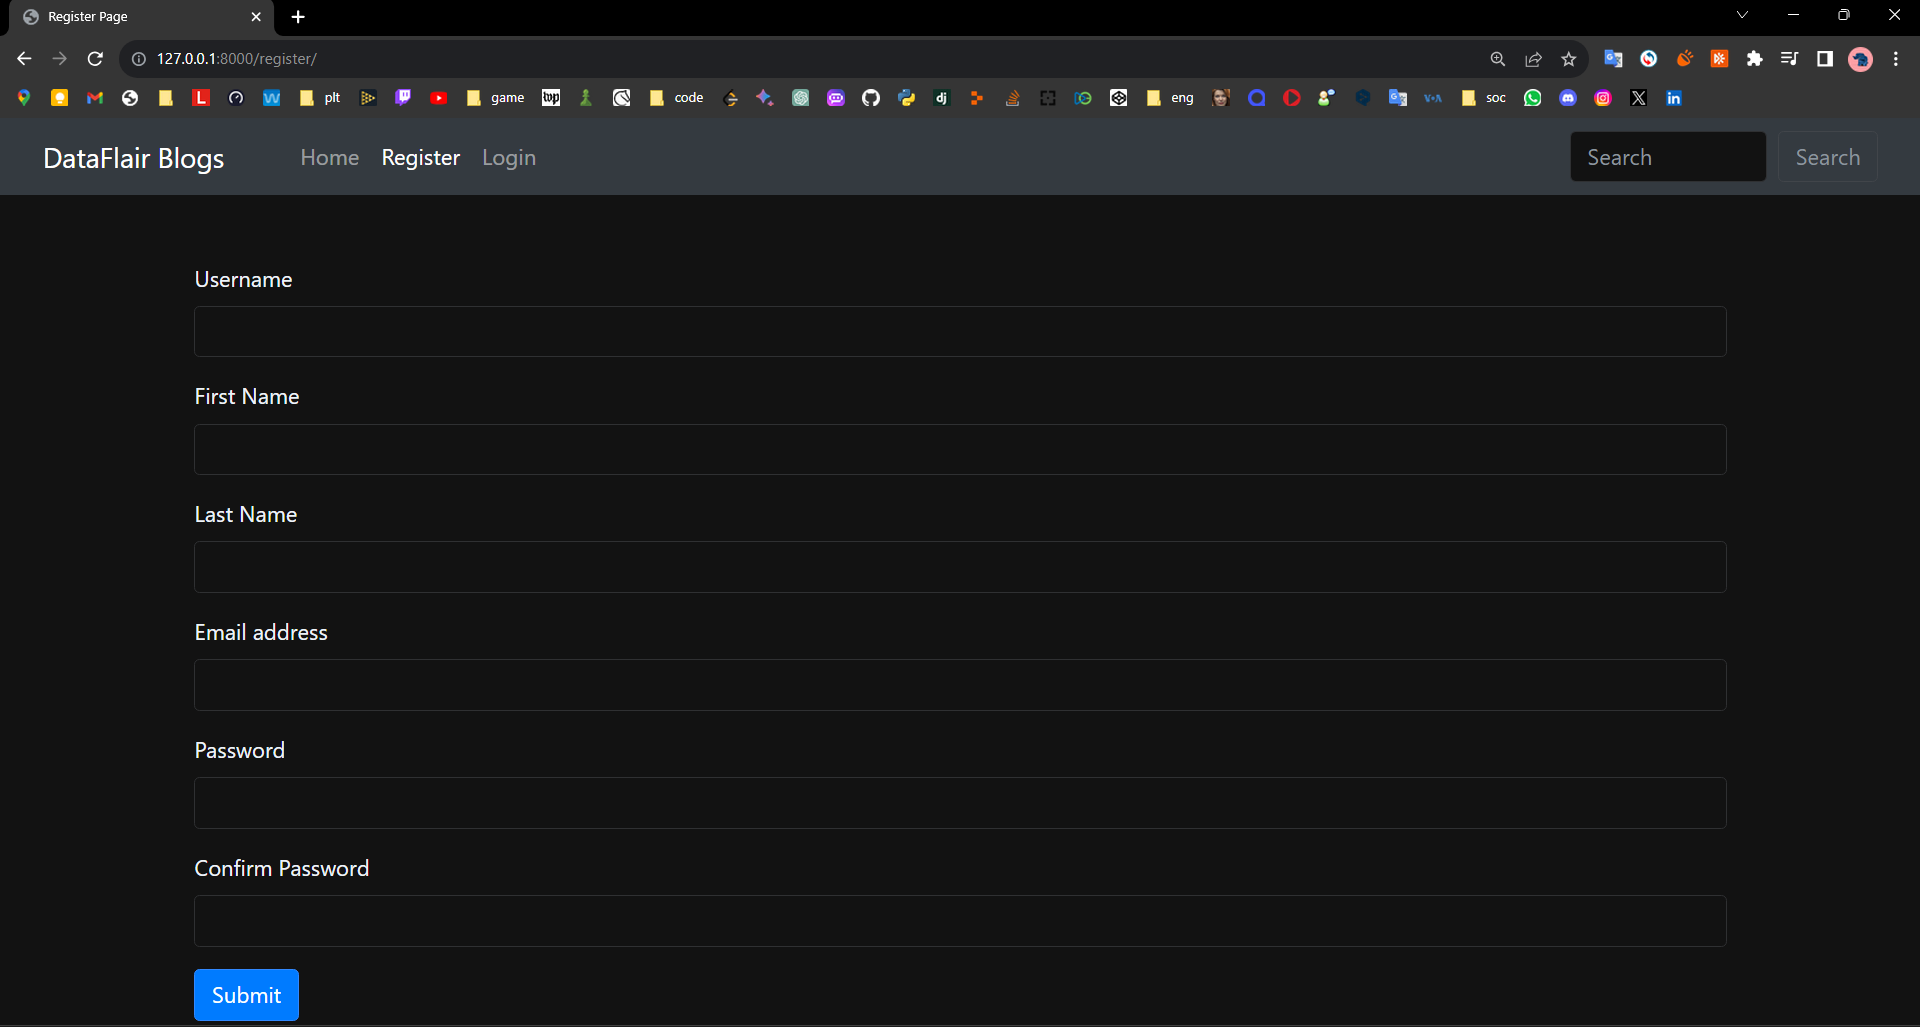 Register Page
127.0.0.1:8000/register/
plt game code eng soc
DataFlair Blogs Home Register Login Search Search
Username
First Name
Last Name
Email address
Password
Confirm Password
Submit